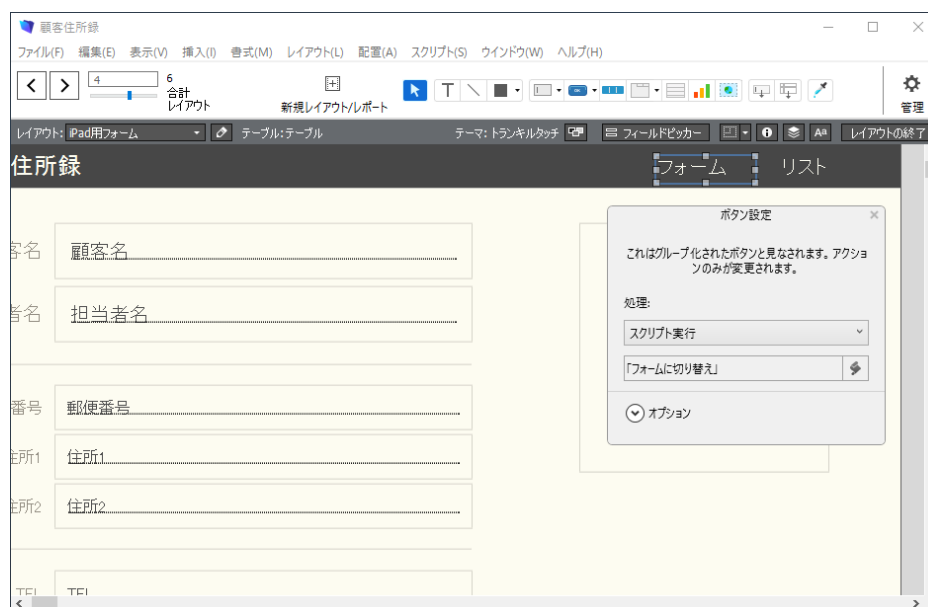 顧客住所録
ファイル(F) 編集(E) 表示(V) 挿入(I) 書式(M) レイアウト(L) 配置(A) スクリプト(S) ウインドウ(W) ヘルプ(H)
4
6
合計
レイアウト
新規レイアウト/レポート
管理
レイアウト: iPad用フォーム テーブル:テーブル テーマ: トランキルタッチ フィールドピッカー Aa レイアウトの終了
住所録 フォーム リスト
客名 顧客名
者名 担当者名
番号 郵便番号
住所1 住所1
住所2 住所2
TEL TEL
ボタン設定
これはグループ化されたボタンと見なされます。アクショ
ンのみが変更されます。
処理:
スクリプト実行
「フォームに切り替え」
オプション